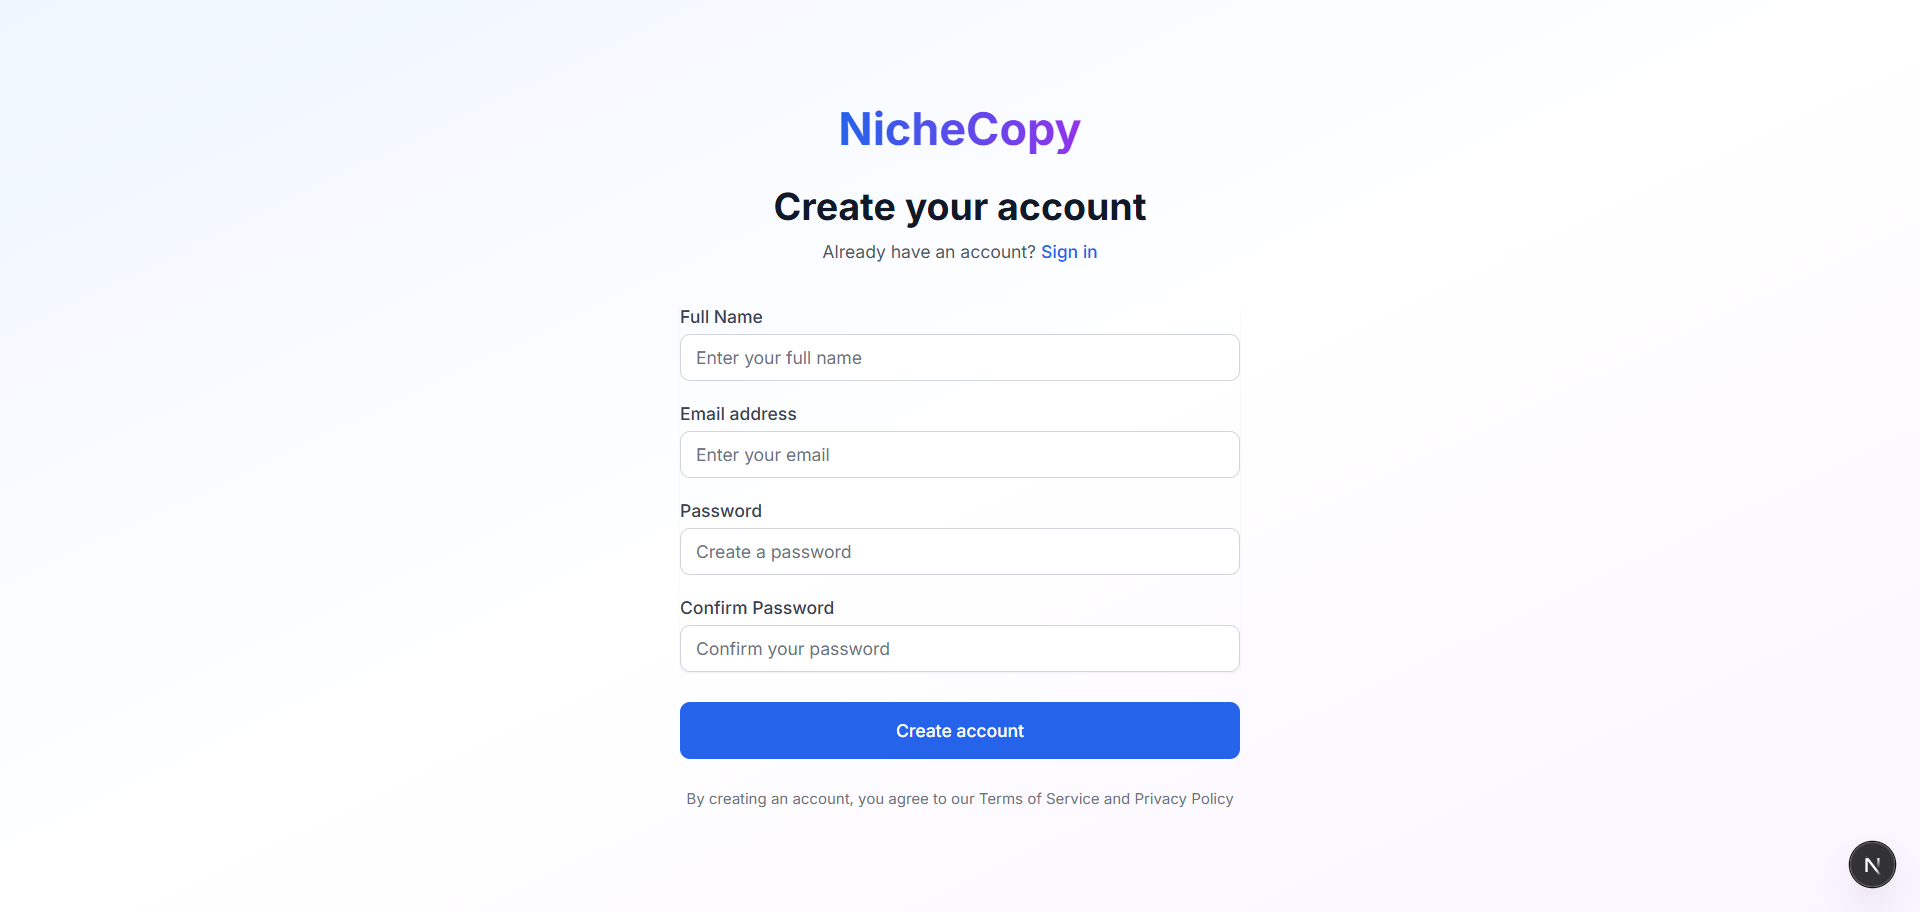 NicheCopy
Create your account
Already have an account? Sign in
Full Name
Enter your full name
Email address
Enter your email
Password
Create a password
Confirm Password
Confirm your password
Create account
By creating an account, you agree to our Terms of Service and Privacy Policy
N